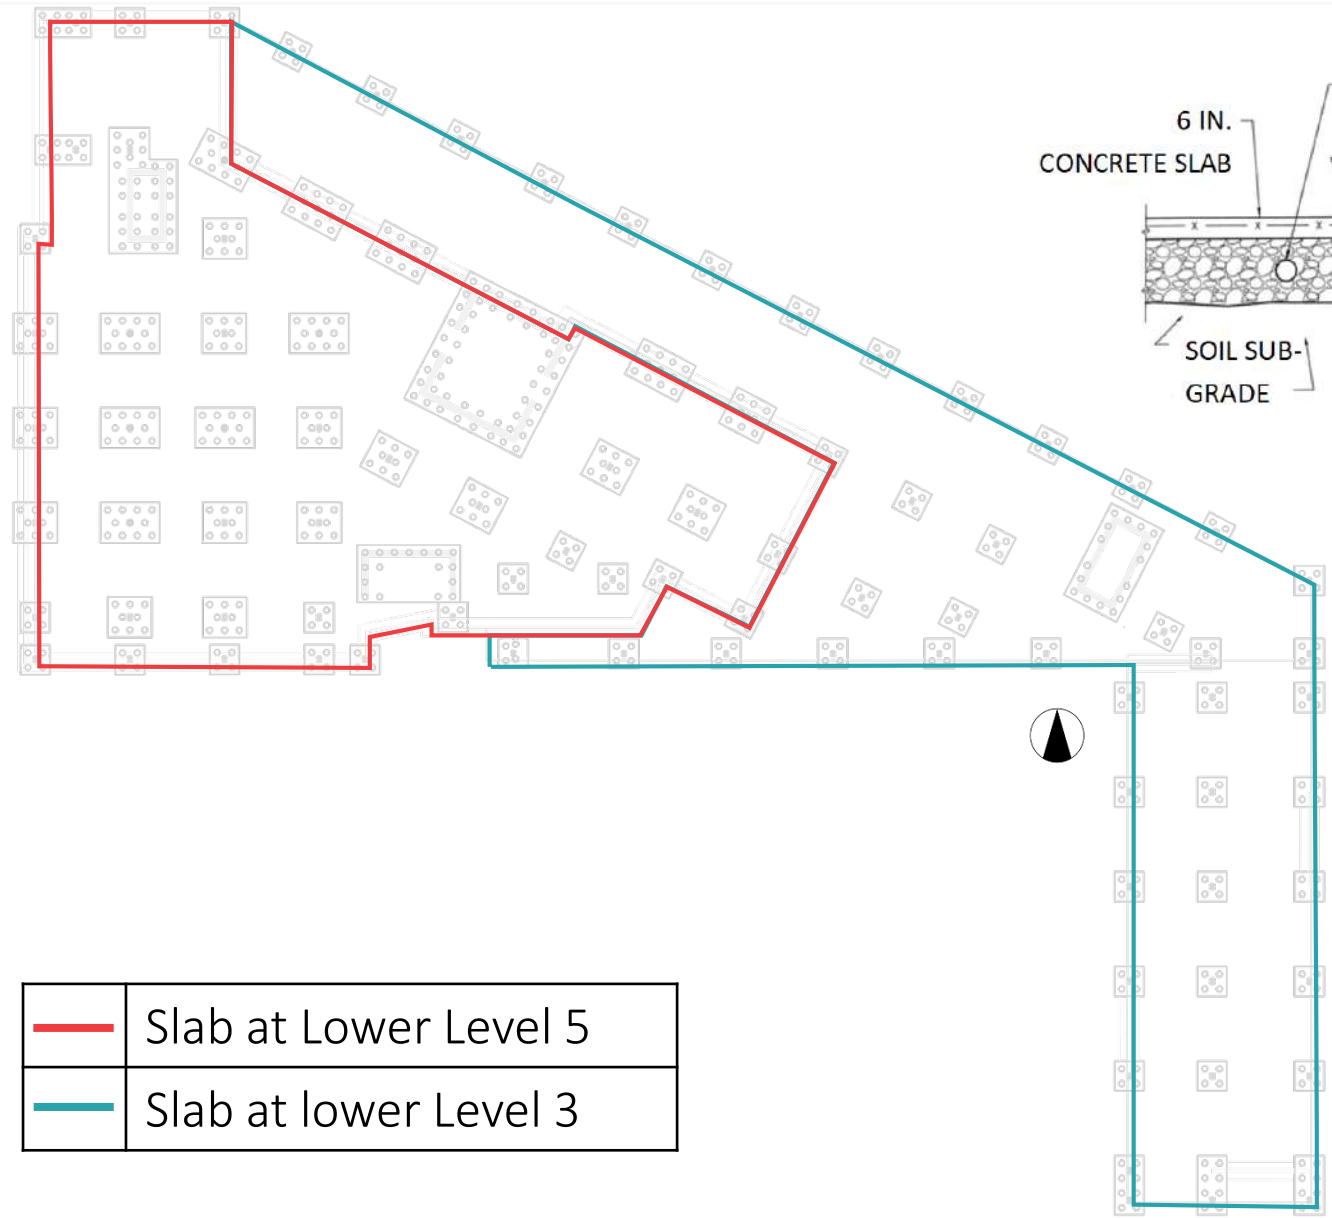 6 IN.
CONCRETE SLAB
SOIL SUB-
GRADE
Slab at Lower Level 5
Slab at lower Level 3